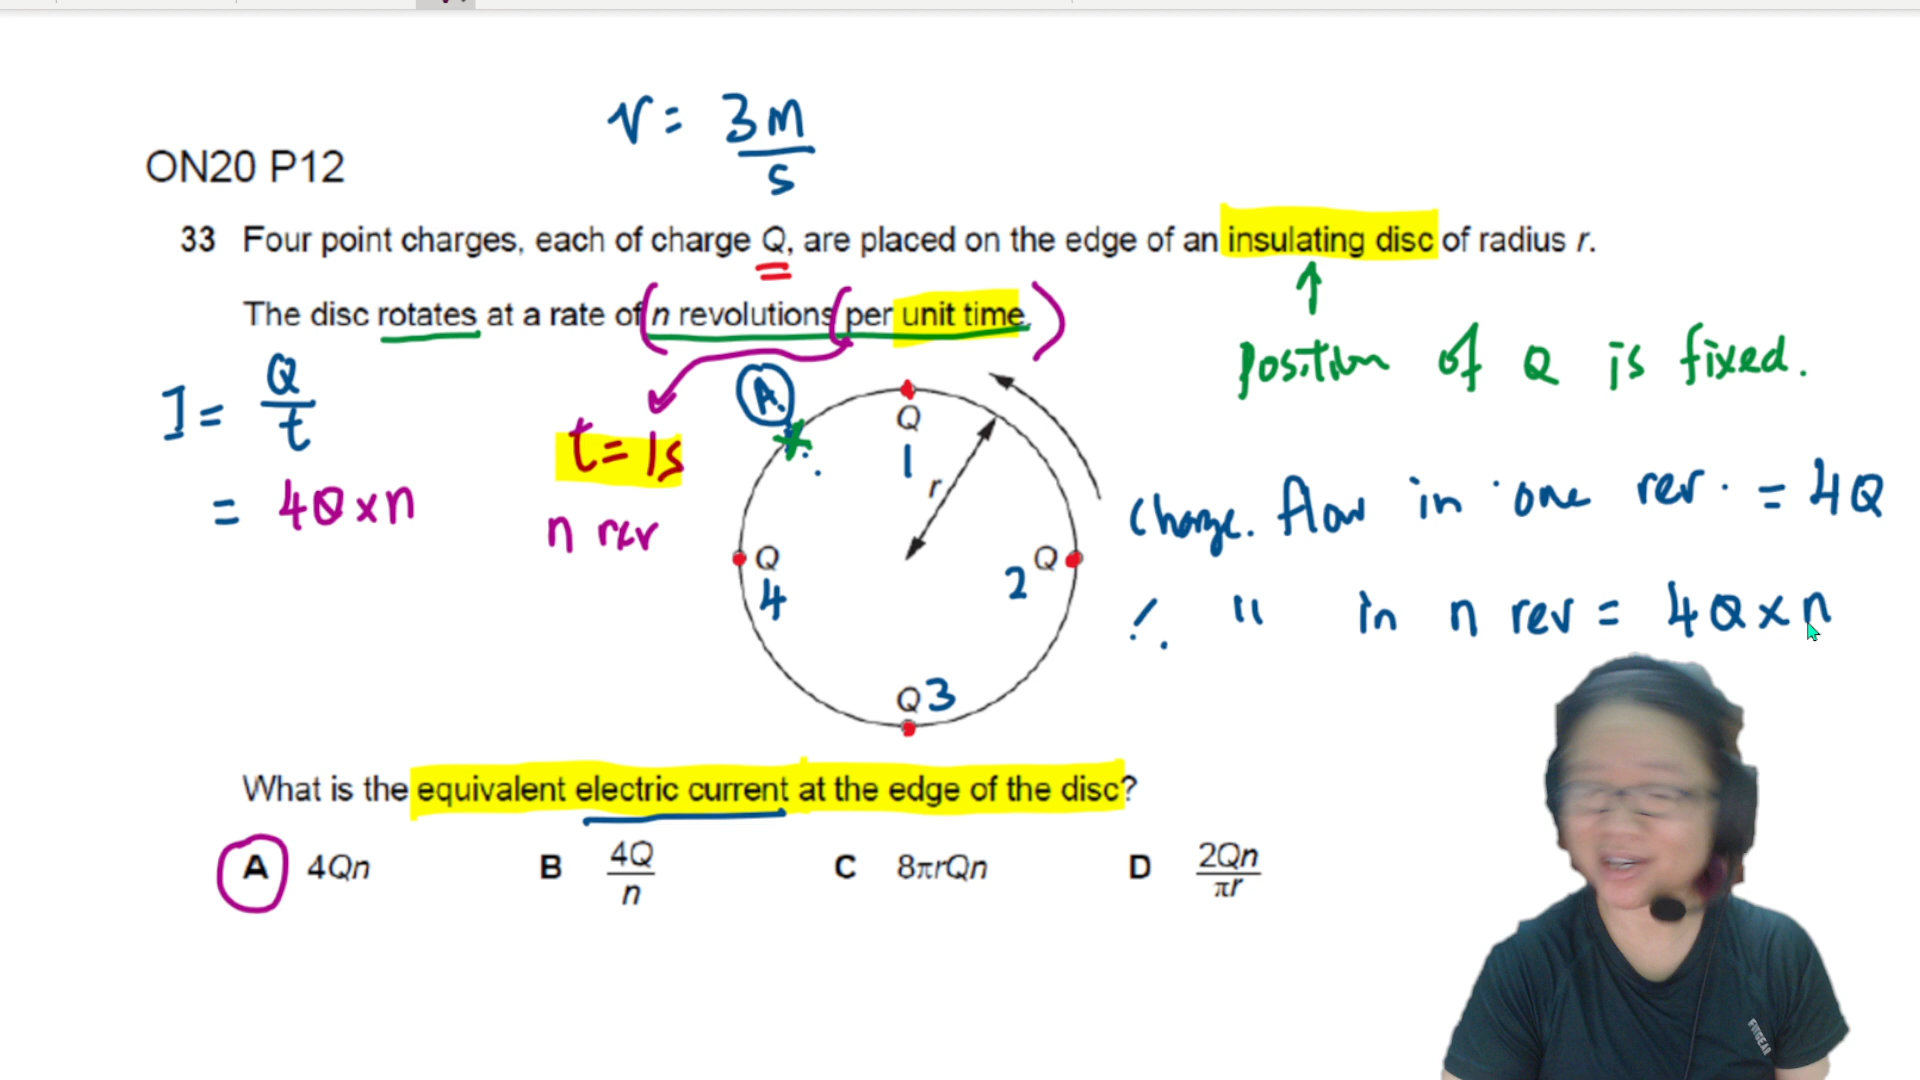 v = 3m/s
ON20 P12
33 Four point charges, each of charge Q, are placed on the edge of an insulating disc of radius r.
The disc rotates at a rate of (n revolutions (per unit time.)
position of Q is fixed.
I = Q/t
= 4Q×n
t = 1s
n rev
A
Q
1
r
Q
2
Q 3
Q
4
Charge. flow in one rev. = 4Q
∴ " in n rev = 4Q×n
What is the equivalent electric current at the edge of the disc?
A 4Qn B 4Q/n C 8πrQn D 2Qn/πr